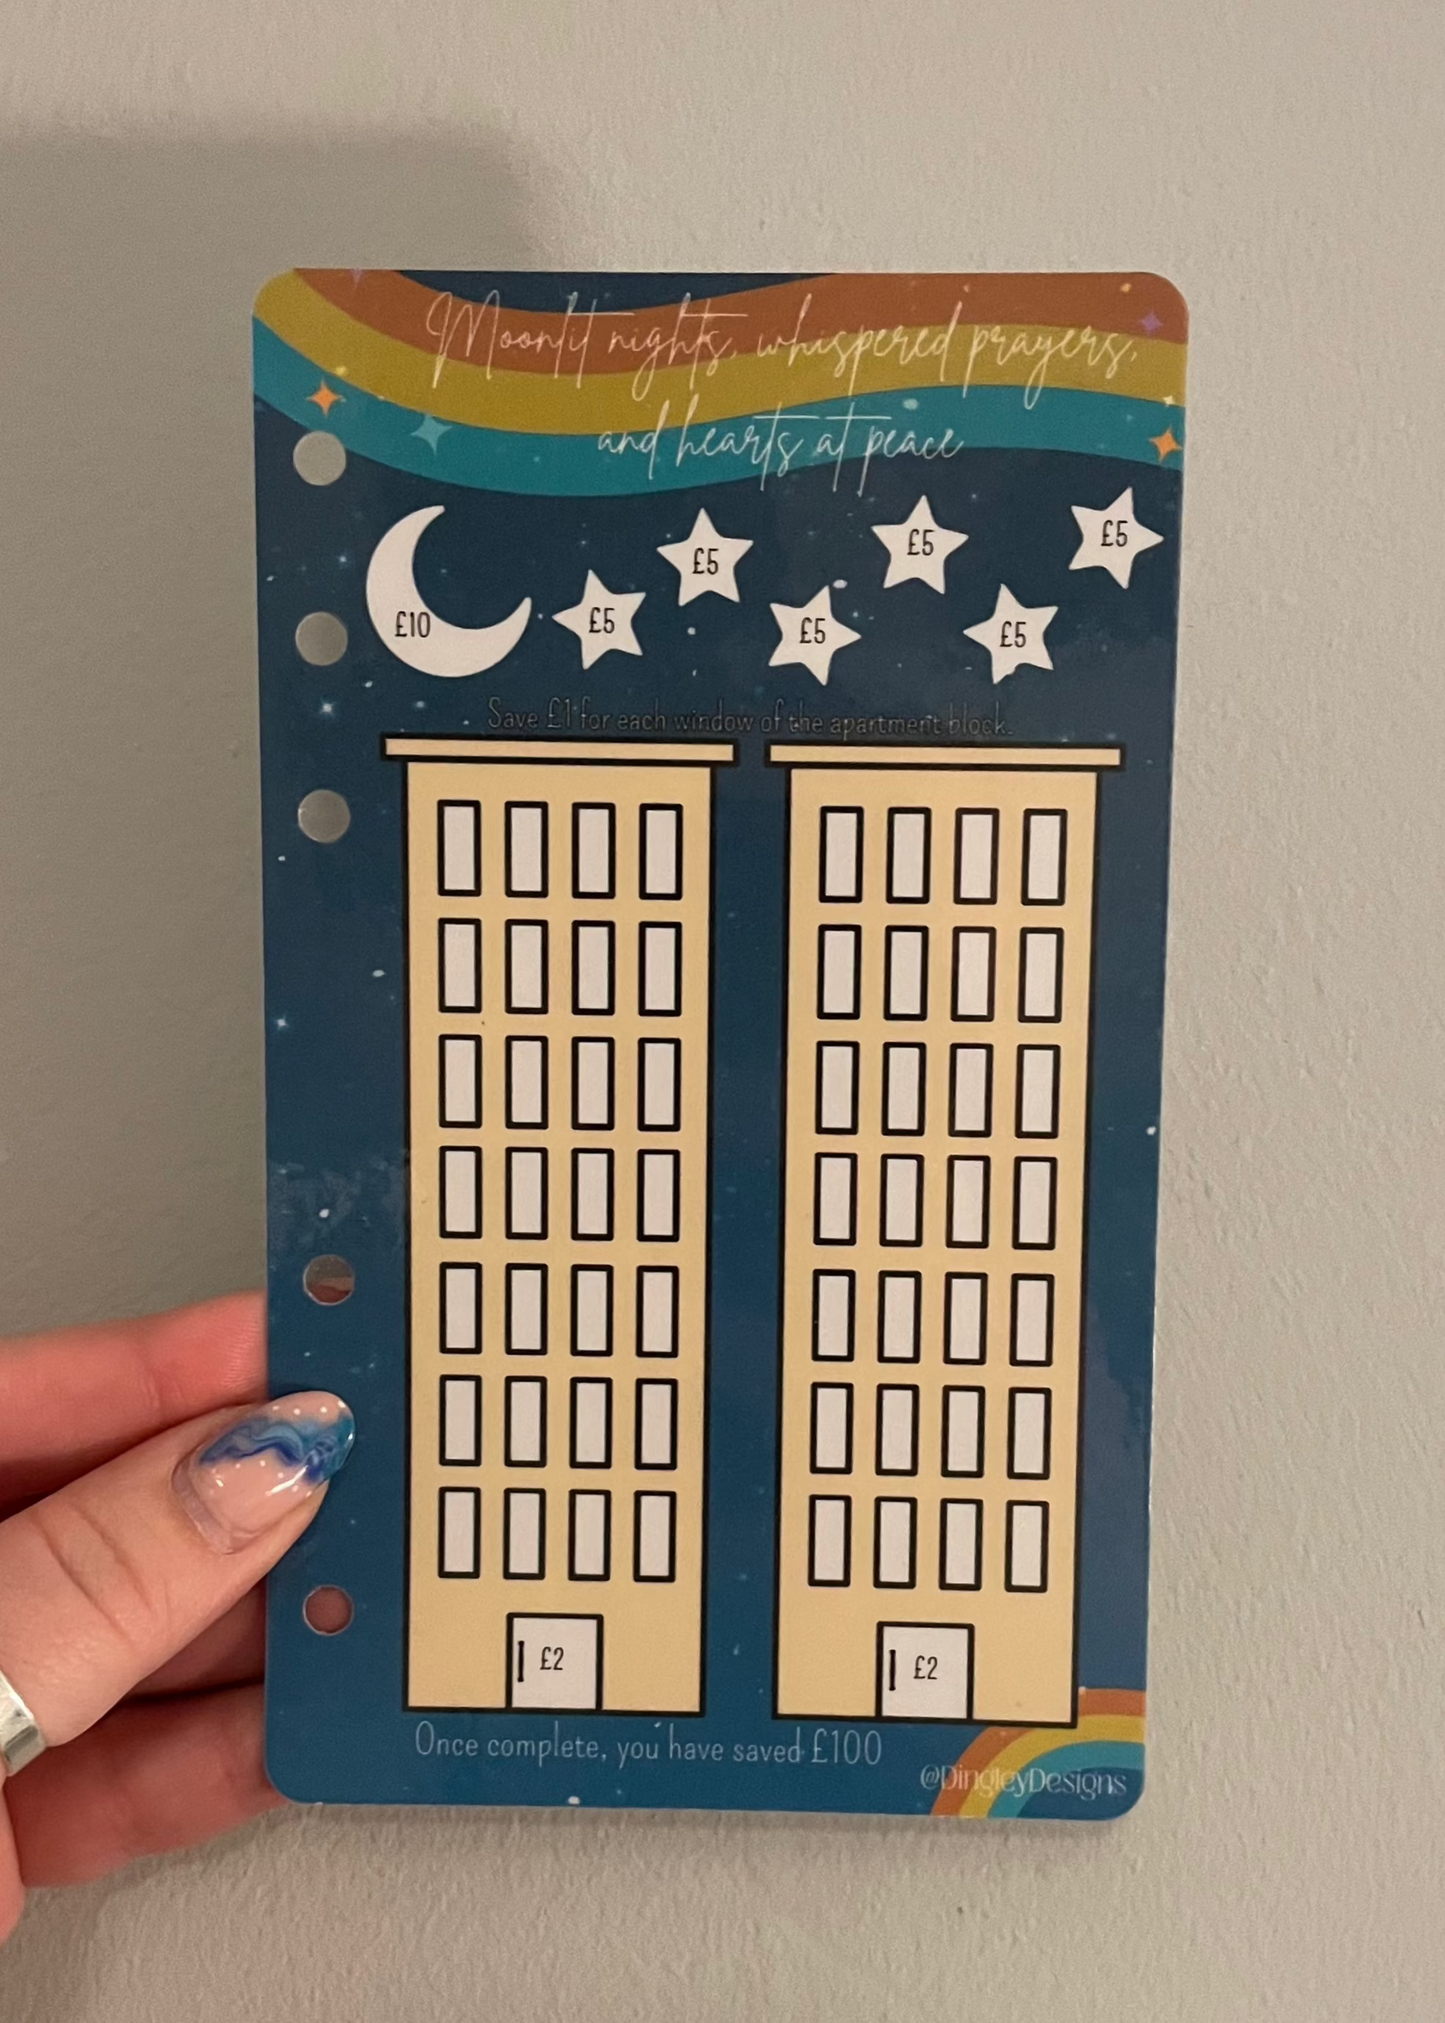 Moonlit nights, whispered prayers,
and hearts at peace
£10
£5
£5
£5
£5
£5
£5
Save £1 for each window of the apartment block.
£2
£2
Once complete, you have saved £100
@DingleyDesigns